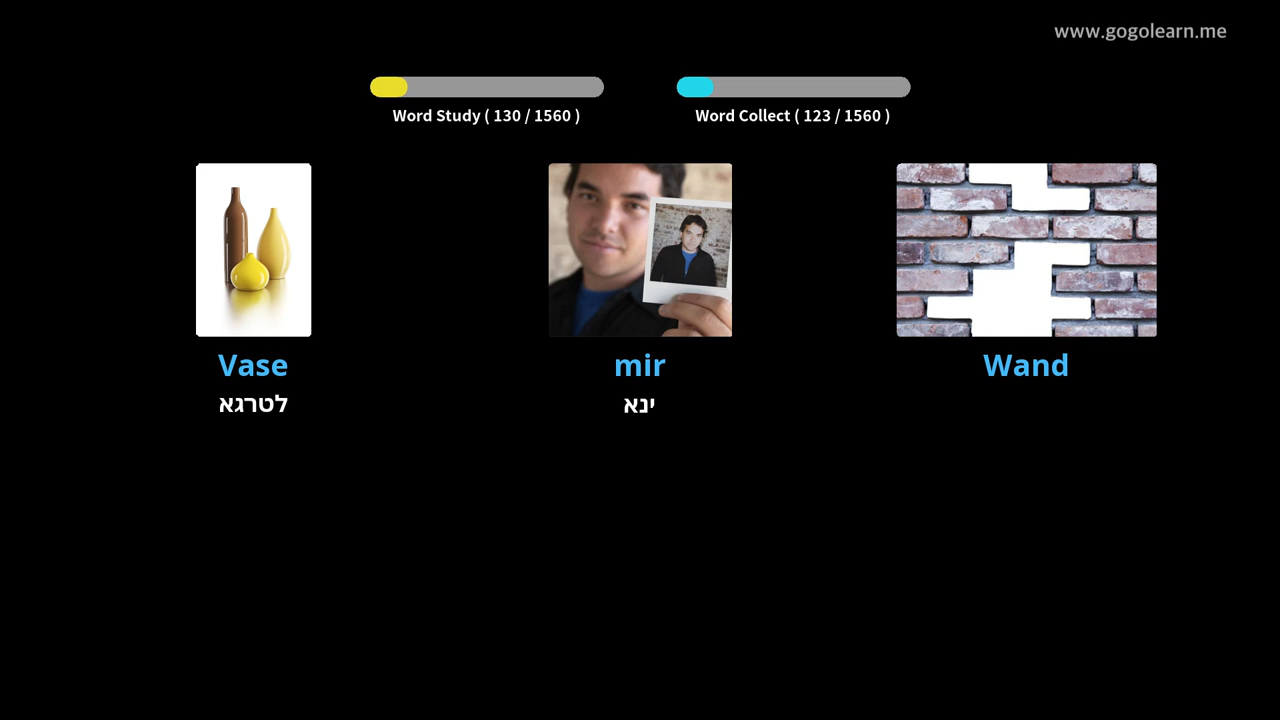 www.gogolearn.me
Word Study ( 130 / 1560 )
Word Collect ( 123 / 1560 )
Vase
לטרגא
mir
ינא
Wand